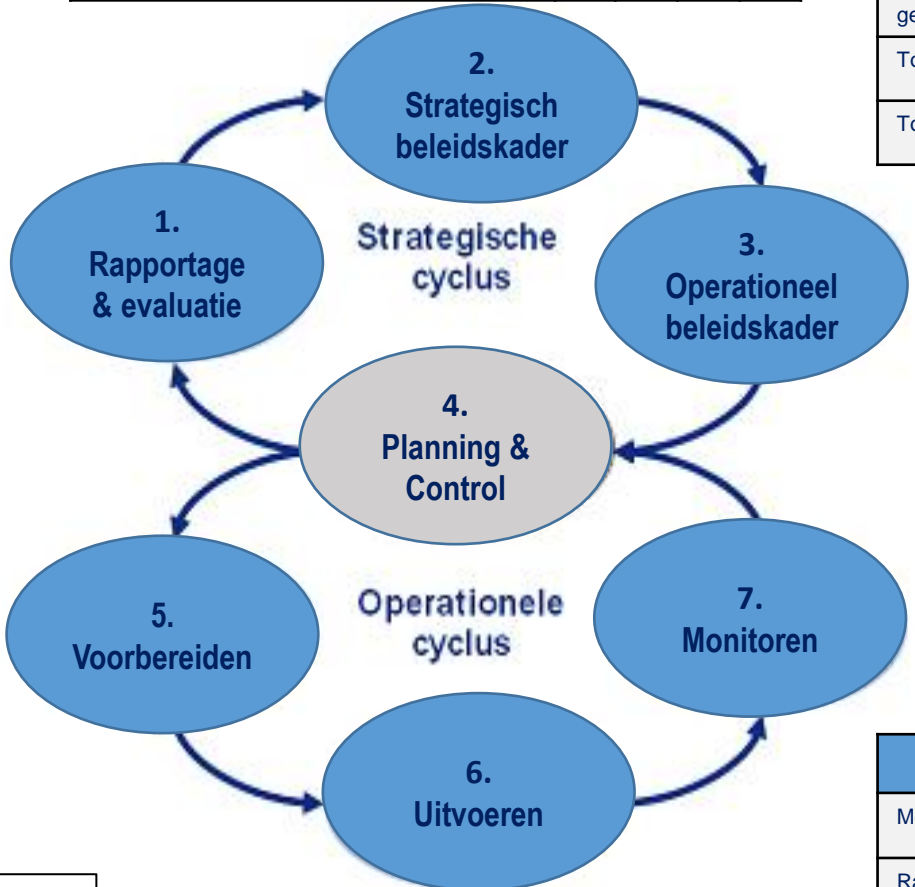 2.
Strategisch
beleidskader
1.
Rapportage
& evaluatie
Strategische
cyclus
3.
Operationeel
beleidskader
4.
Planning &
Control
5.
Voorbereiden
Operationele
cyclus
7.
Monitoren
6.
Uitvoeren